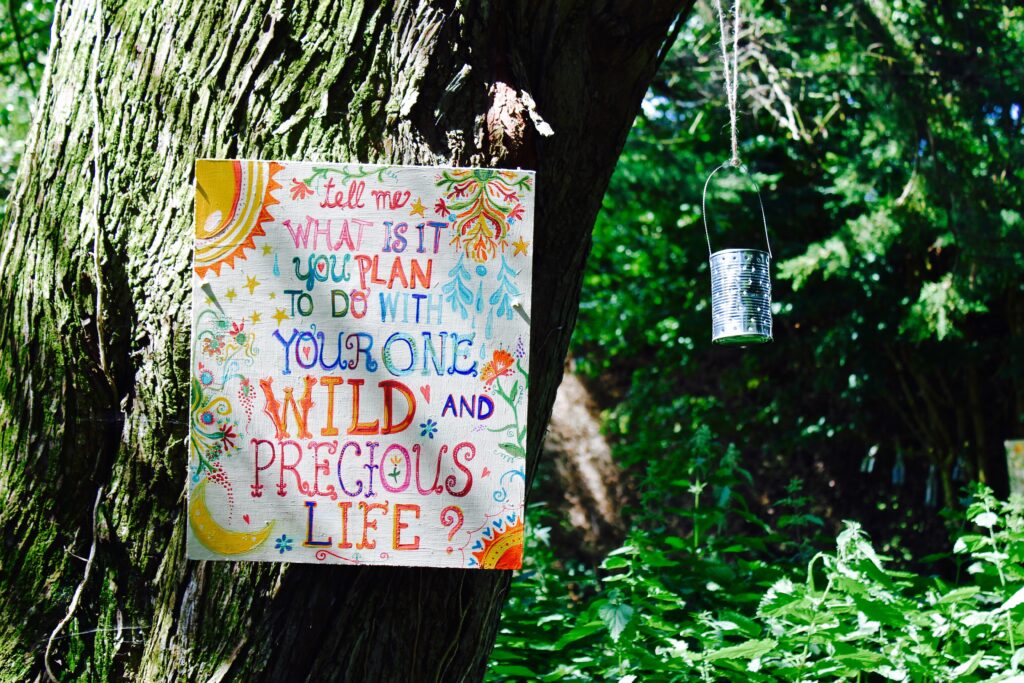 tell me
WHAT IS IT
YOU PLAN
TO DO WITH
YOUR ONE
WILD AND
PRECIOUS
LIFE?